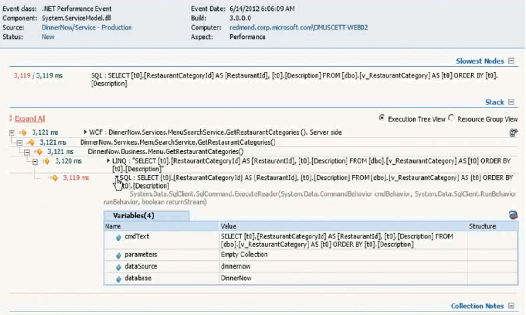 Event class: .NET Performance Event
Event Date: 6/14/2012 6:06:09 AM
Component: System.ServiceModel.dll
Build: 3.0.0.0
Source: DinnerNow/Service - Production
Computer: redmond.corp.microsoft.com\DMUSCETT-WEB02
Status: New
Aspect: Performance
Slowest Nodes
3,119 / 3,119 ms
SQL : SELECT [t0].[RestaurantCategoryId] AS [RestaurantId], [t0].[Description] FROM [dbo].[v_RestaurantCategory] AS [t0] ORDER BY [t0].
[Description]
Stack
Expand All
Execution Tree View
Resource Group View
3,121 ms
WCF : DinnerNow.Services.MenuSearchService.GetRestaurantCategories (). Server side
3,121 ms
DinnerNow.Services.MenuSearchService.GetRestaurantCategories()
3,121 ms
DinnerNow.Business.Menu.GetRestaurantCategories()
3,120 ms
LINQ : "SELECT [t0].[RestaurantCategoryId] AS [RestaurantId], [t0].[Description] FROM [dbo].[v_RestaurantCategory] AS [t0] ORDER BY
[t0].[Description]"
3,119 ms
SQL : SELECT [t0].[RestaurantCategoryId] AS [RestaurantId], [t0].[Description] FROM [dbo].[v_RestaurantCategory] AS [t0] ORDER BY
[t0].[Description]
System.Data.SqlClient.SqlCommand.ExecuteReader(System.Data.CommandBehavior cmdBehavior, System.Data.SqlClient.RunBehavior
runBehavior, boolean returnStream)
Variables(4)
Name
Value
Structure
cmdText
SELECT [t0].[RestaurantCategoryId] AS [RestaurantId], [t0].[Description] FROM
[dbo].[v_RestaurantCategory] AS [t0] ORDER BY [t0].[Description]
parameters
Empty Collection
dataSource
dinnernow
database
DinnerNow
Collection Notes